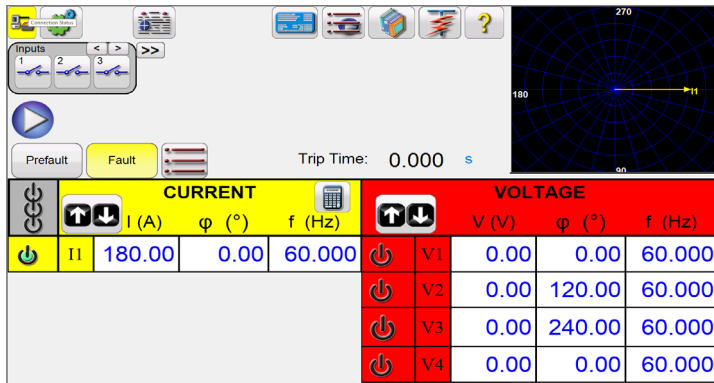 Connection Status
?
270
Inputs < > >>
1 2 3
180 I1
Prefault Fault Trip Time: 0.000 s
90
CURRENT VOLTAGE
I (A) φ (°) f (Hz) V (V) φ (°) f (Hz)
I1 180.00 0.00 60.000 V1 0.00 0.00 60.000
V2 0.00 120.00 60.000
V3 0.00 240.00 60.000
V4 0.00 0.00 60.000